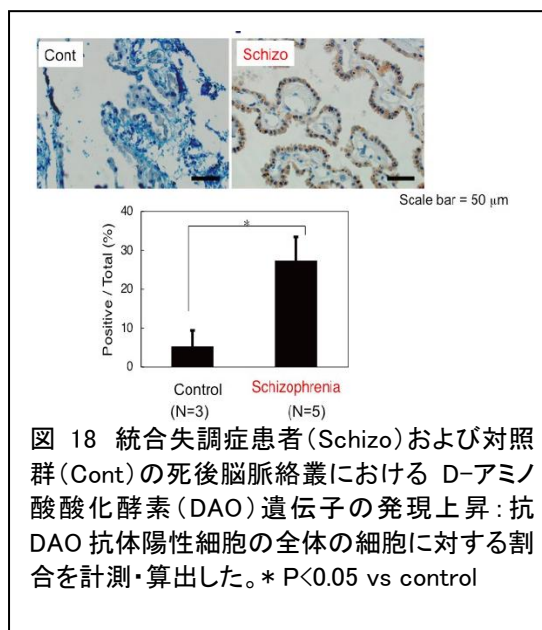 Cont
Schizo
Scale bar = 50 μm
40
30
20
10
0
Positive / Total (%)
*
Control
Schizophrenia
(N=3)
(N=5)
図 18 統合失調症患者(Schizo)および対照
群(Cont)の死後脳脈絡叢における D-アミノ
酸酸化酵素(DAO)遺伝子の発現上昇:抗
DAO 抗体陽性細胞の全体の細胞に対する割
合を計測・算出した。* P<0.05 vs control